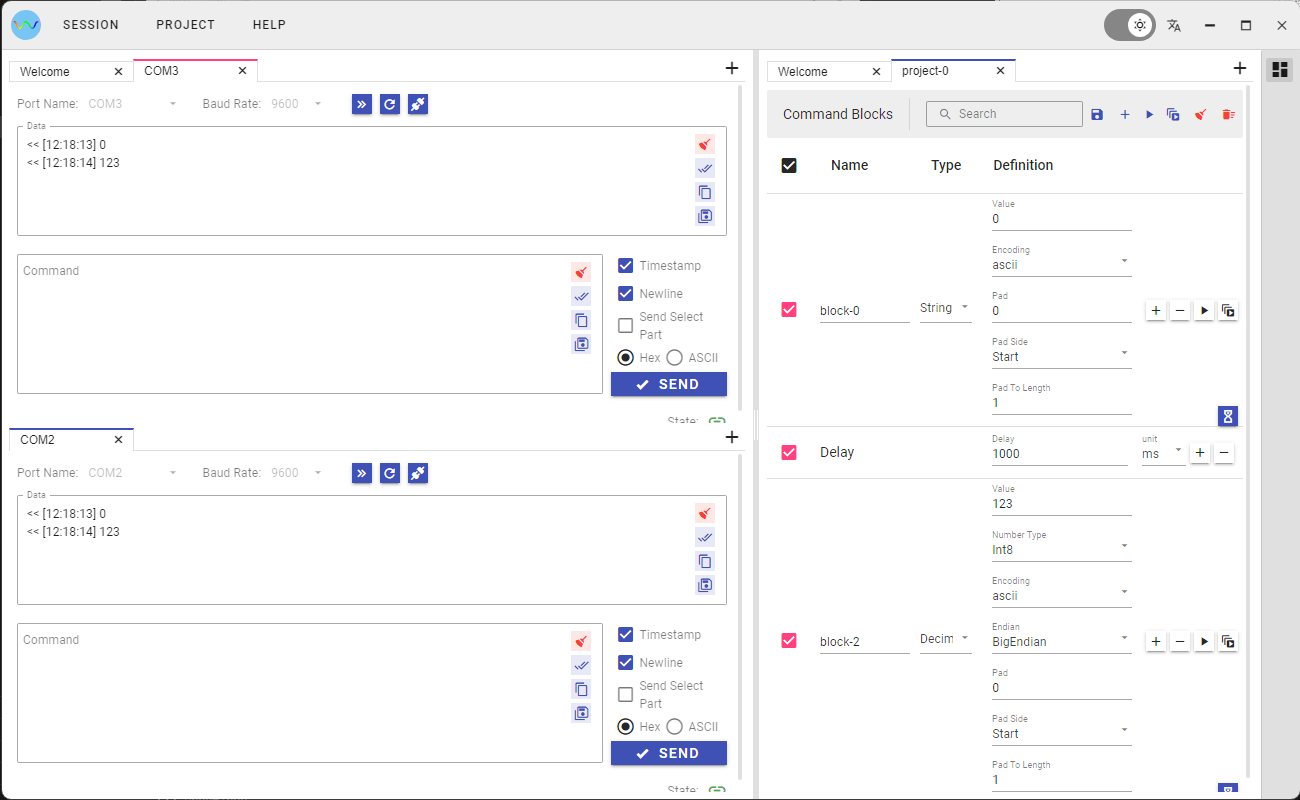 SESSION PROJECT HELP
Welcome
COM3
Port Name: COM3 Baud Rate: 9600
Data
<< [12:18:13] 0
<< [12:18:14] 123
Command
Timestamp
Newline
Send Select
Part
Hex ASCII
SEND
State:
COM2
Port Name: COM2 Baud Rate: 9600
Data
<< [12:18:13] 0
<< [12:18:14] 123
Command
Timestamp
Newline
Send Select
Part
Hex ASCII
SEND
State:
Welcome
project-0
Command Blocks
Search
Name Type Definition
Value
0
Encoding
ascii
block-0
String
Pad
0
Pad Side
Start
Pad To Length
1
Delay
Delay
1000
unit
ms
Value
123
Number Type
Int8
Encoding
ascii
block-2
Decim
Endian
BigEndian
Pad
0
Pad Side
Start
Pad To Length
1